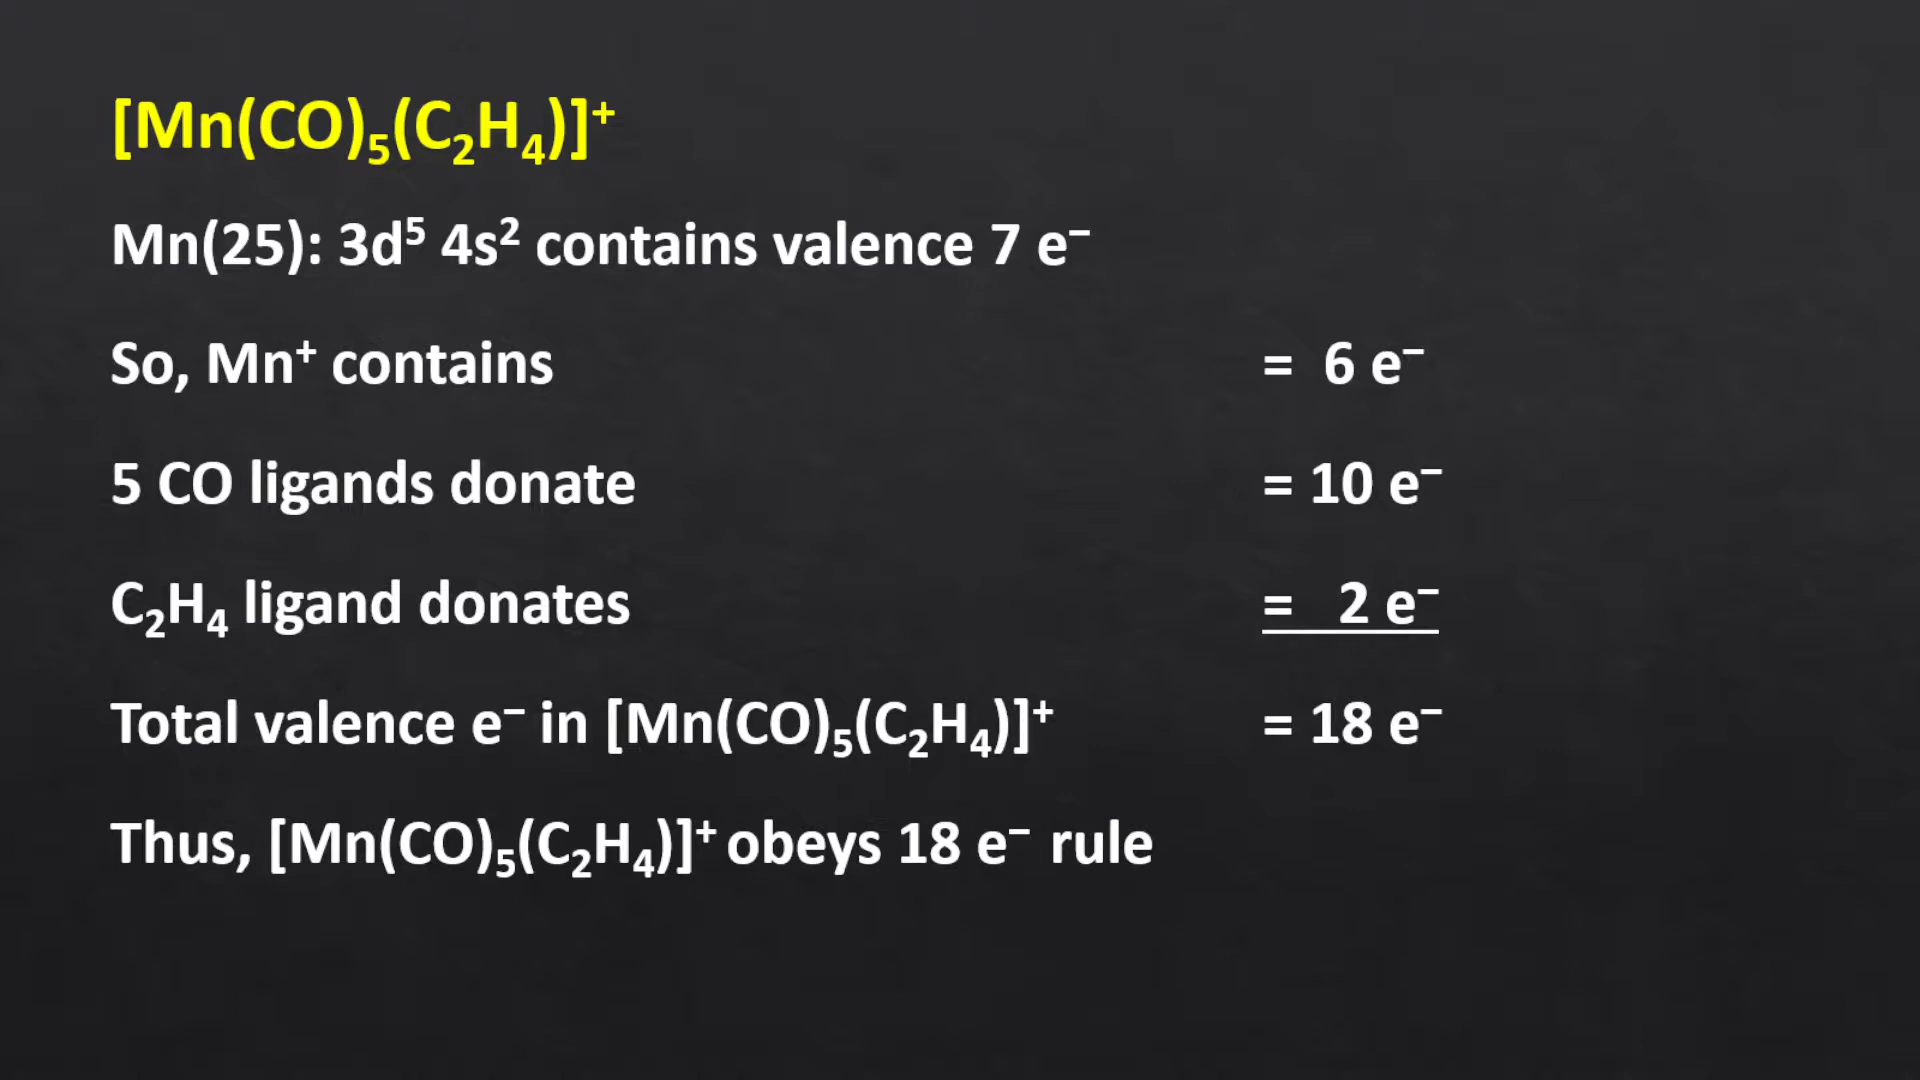 [Mn(CO)₅(C₂H₄)]⁺
Mn(25): 3d⁵ 4s² contains valence 7 e⁻
So, Mn⁺ contains = 6 e⁻
5 CO ligands donate = 10 e⁻
C₂H₄ ligand donates = 2 e⁻
Total valence e⁻ in [Mn(CO)₅(C₂H₄)]⁺ = 18 e⁻
Thus, [Mn(CO)₅(C₂H₄)]⁺ obeys 18 e⁻ rule